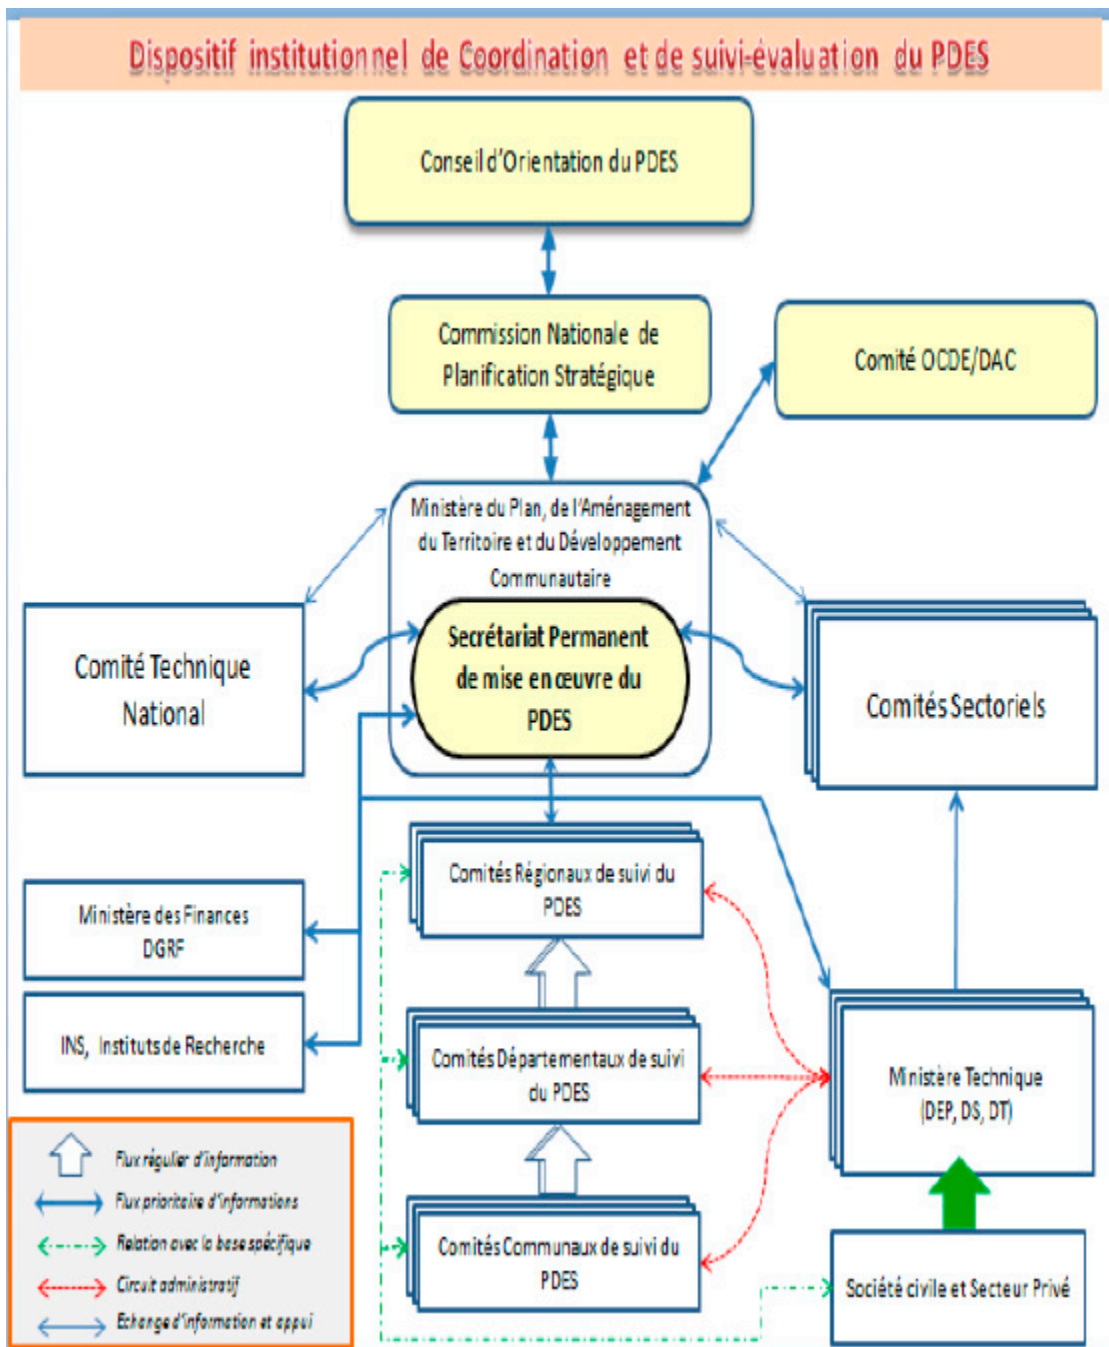 Dispositif institutionnel de Coordination et de suivi-évaluation du PDES
Conseil d'Orientation du PDES
Commission Nationale de
Planification Stratégique
Comité OCDE/DAC
Ministère du Plan, de l'Aménagement
du Territoire et du Développement
Communautaire
Secrétariat Permanent
de mise en œuvre du
PDES
Comité Technique
National
Comités Sectoriels
Comités Régionaux de suivi du
PDES
Ministère des Finances
DGRF
INS, Instituts de Recherche
Comités Départementaux de suivi
du PDES
Ministère Technique
(DEP, DS, DT)
Comités Communaux de suivi du
PDES
Société civile et Secteur Privé
Flux régulier d'information
Flux prioritaire d'informations
Relation avec la base spécifique
Circuit administratif
Echange d'information et appui